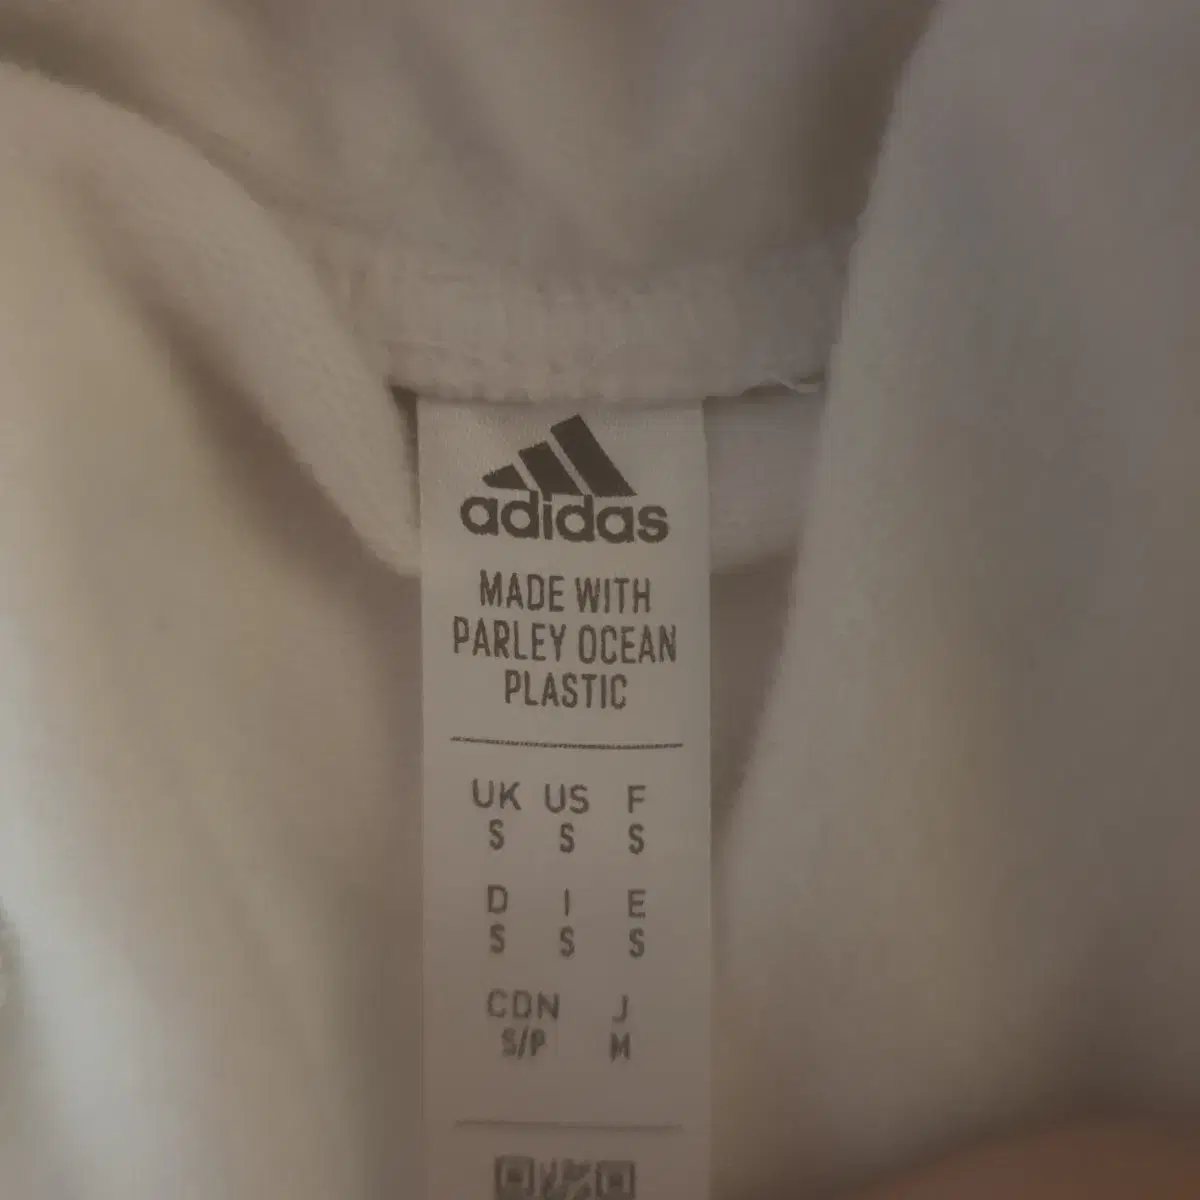 adidas
MADE WITH
PARLEY OCEAN
PLASTIC
UK US F
S S S
D I E
S S S
CDN J
S/P M